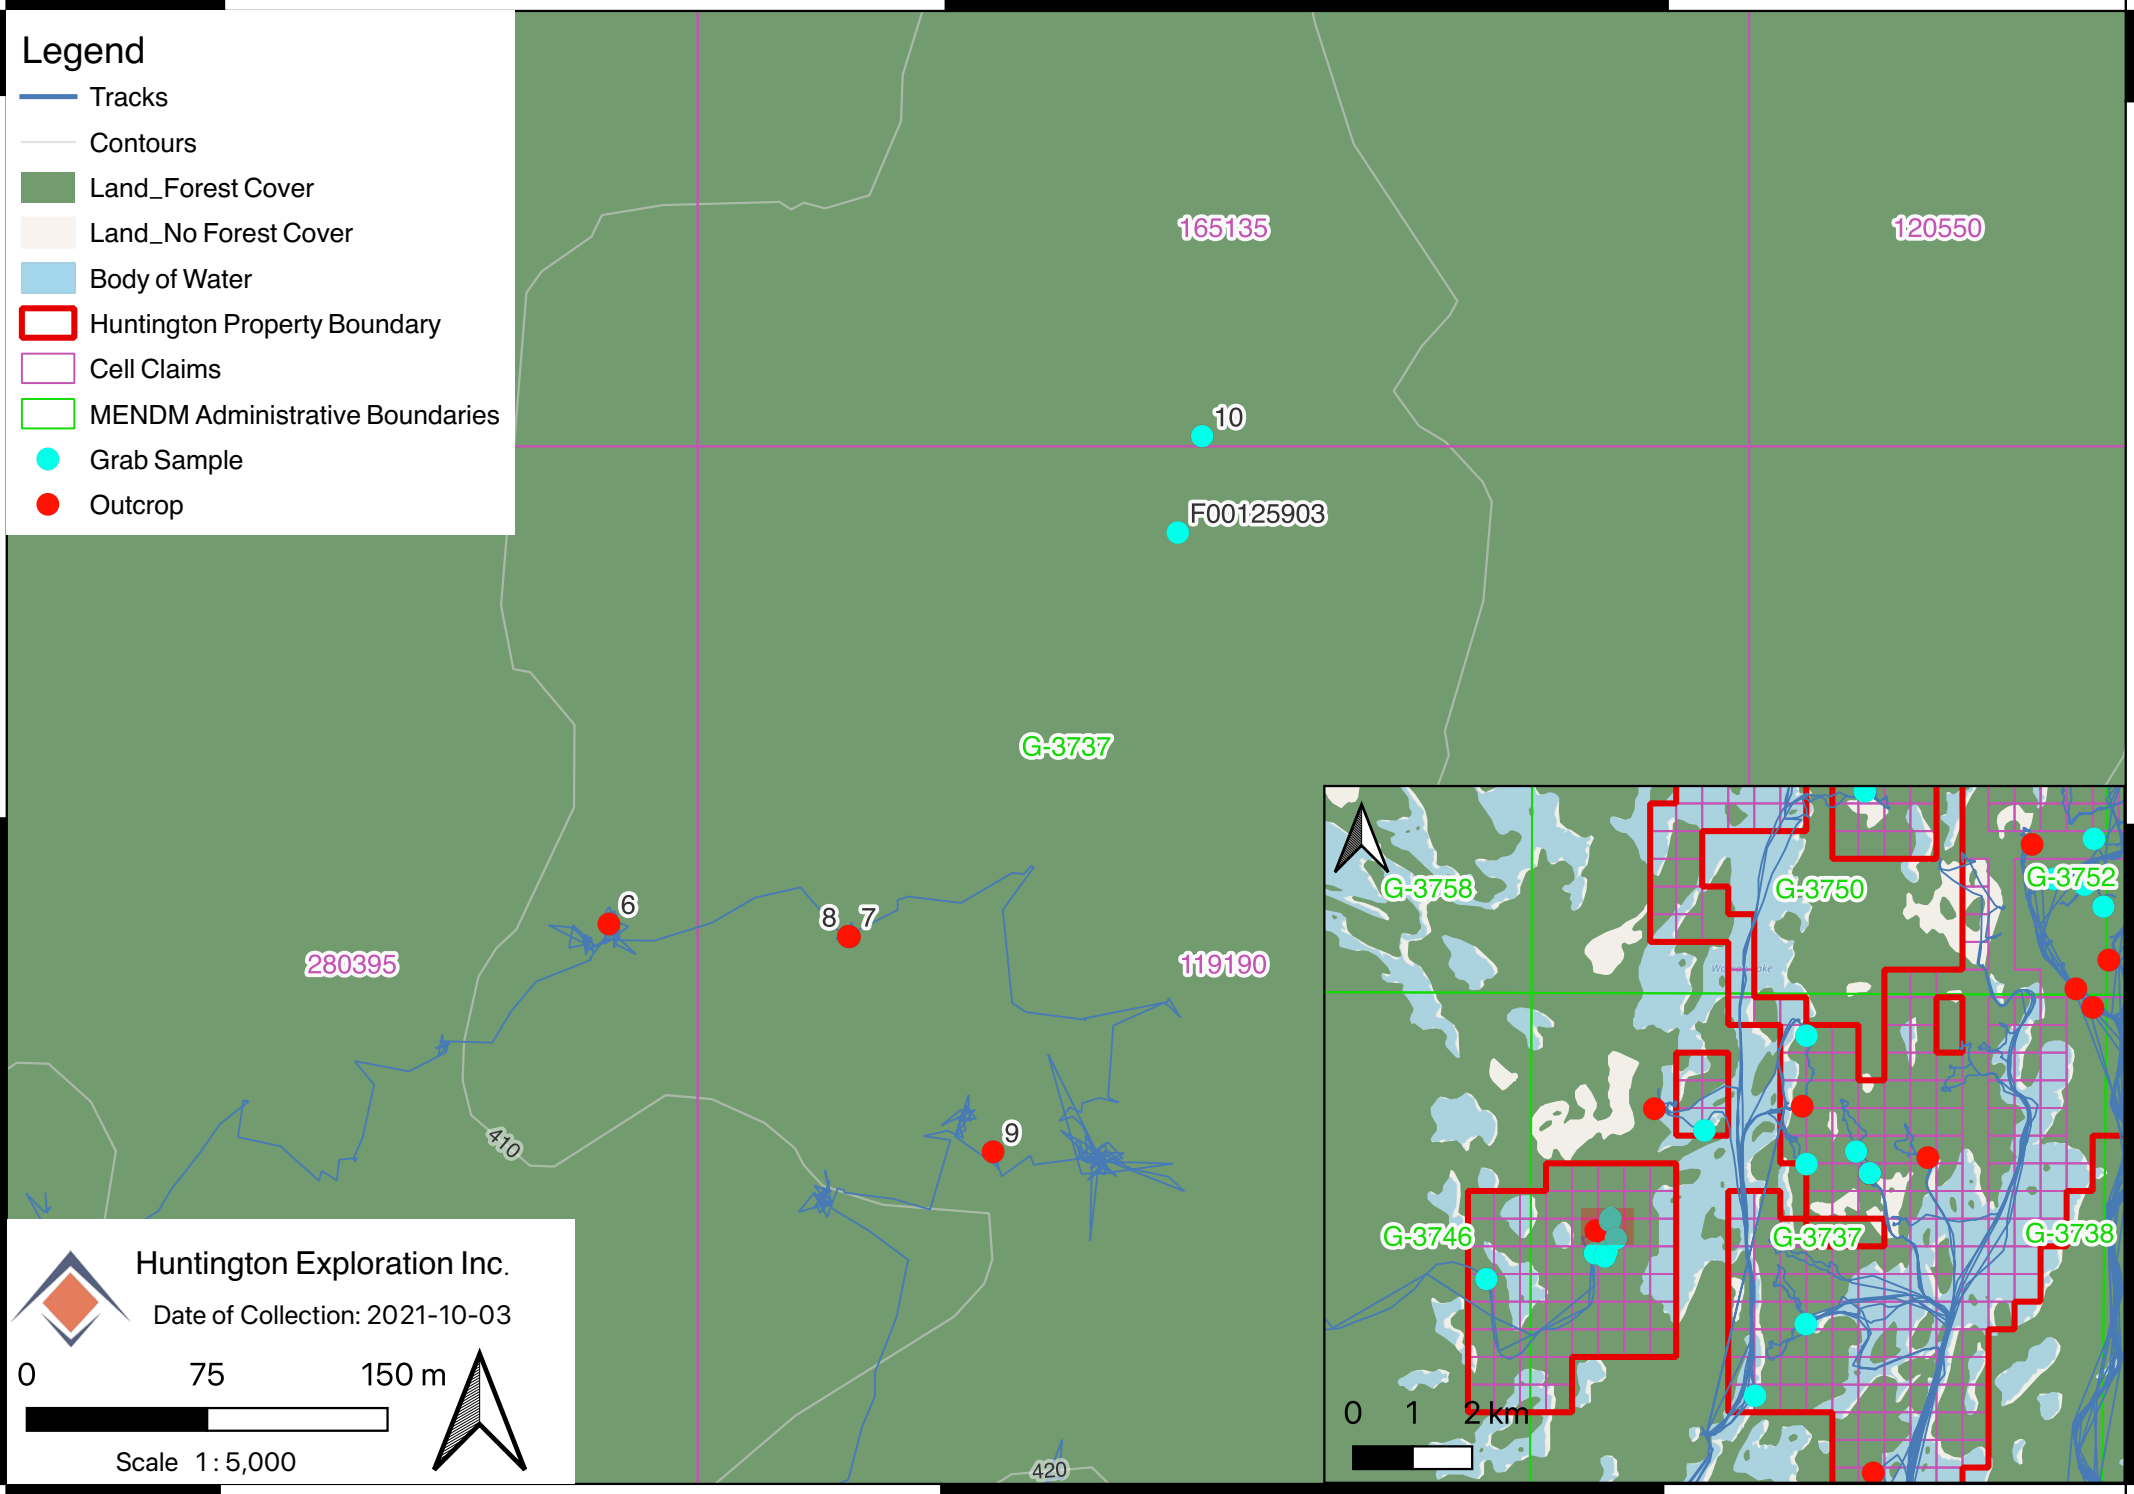 Legend
Tracks
Contours
Land_Forest Cover
Land_No Forest Cover
Body of Water
Huntington Property Boundary
Cell Claims
MENDM Administrative Boundaries
Grab Sample
Outcrop
165135
120550
10
F00125903
G-3737
6
8 7
280395
119190
9
410
420
Huntington Exploration Inc.
Date of Collection: 2021-10-03
0 75 150 m
Scale 1 : 5,000
G-3758
G-3750
G-3752
G-3746
G-3737
G-3738
0 1 2 km